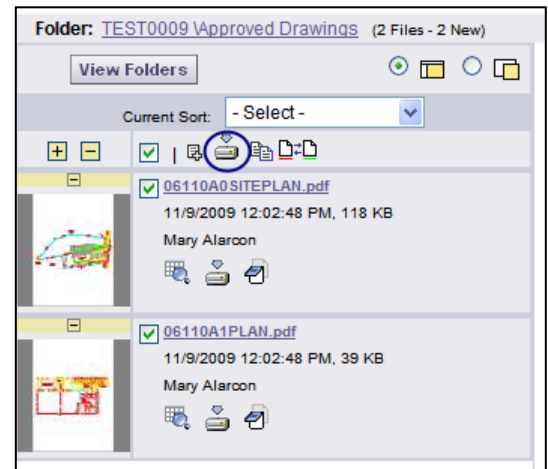 Folder: TEST0009 \Approved Drawings (2 Files - 2 New)
View Folders
Current Sort: - Select -
06110A0SITEPLAN.pdf
11/9/2009 12:02:48 PM, 118 KB
Mary Alarcon
06110A1PLAN.pdf
11/9/2009 12:02:48 PM, 39 KB
Mary Alarcon